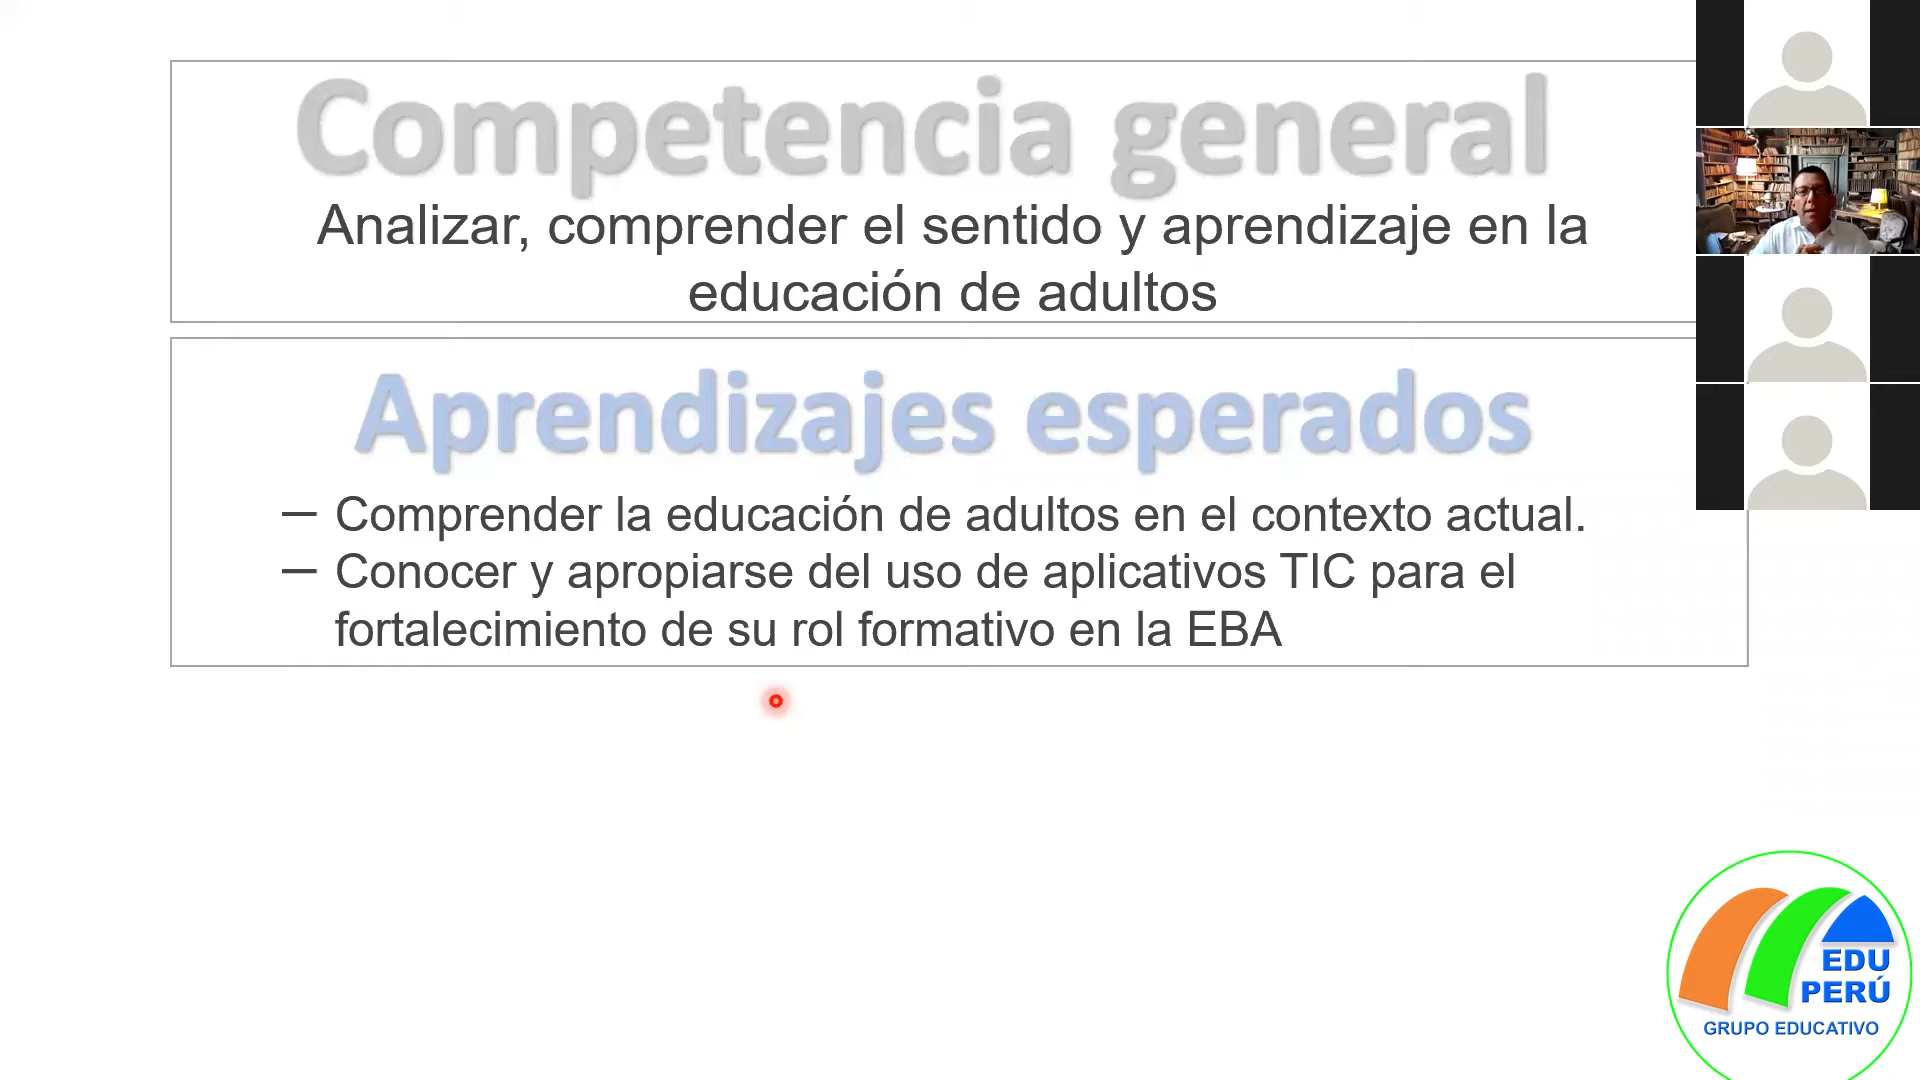 Competencia general
Analizar, comprender el sentido y aprendizaje en la
educación de adultos
Aprendizajes esperados
– Comprender la educación de adultos en el contexto actual.
– Conocer y apropiarse del uso de aplicativos TIC para el
fortalecimiento de su rol formativo en la EBA
EDU
PERÚ
GRUPO EDUCATIVO